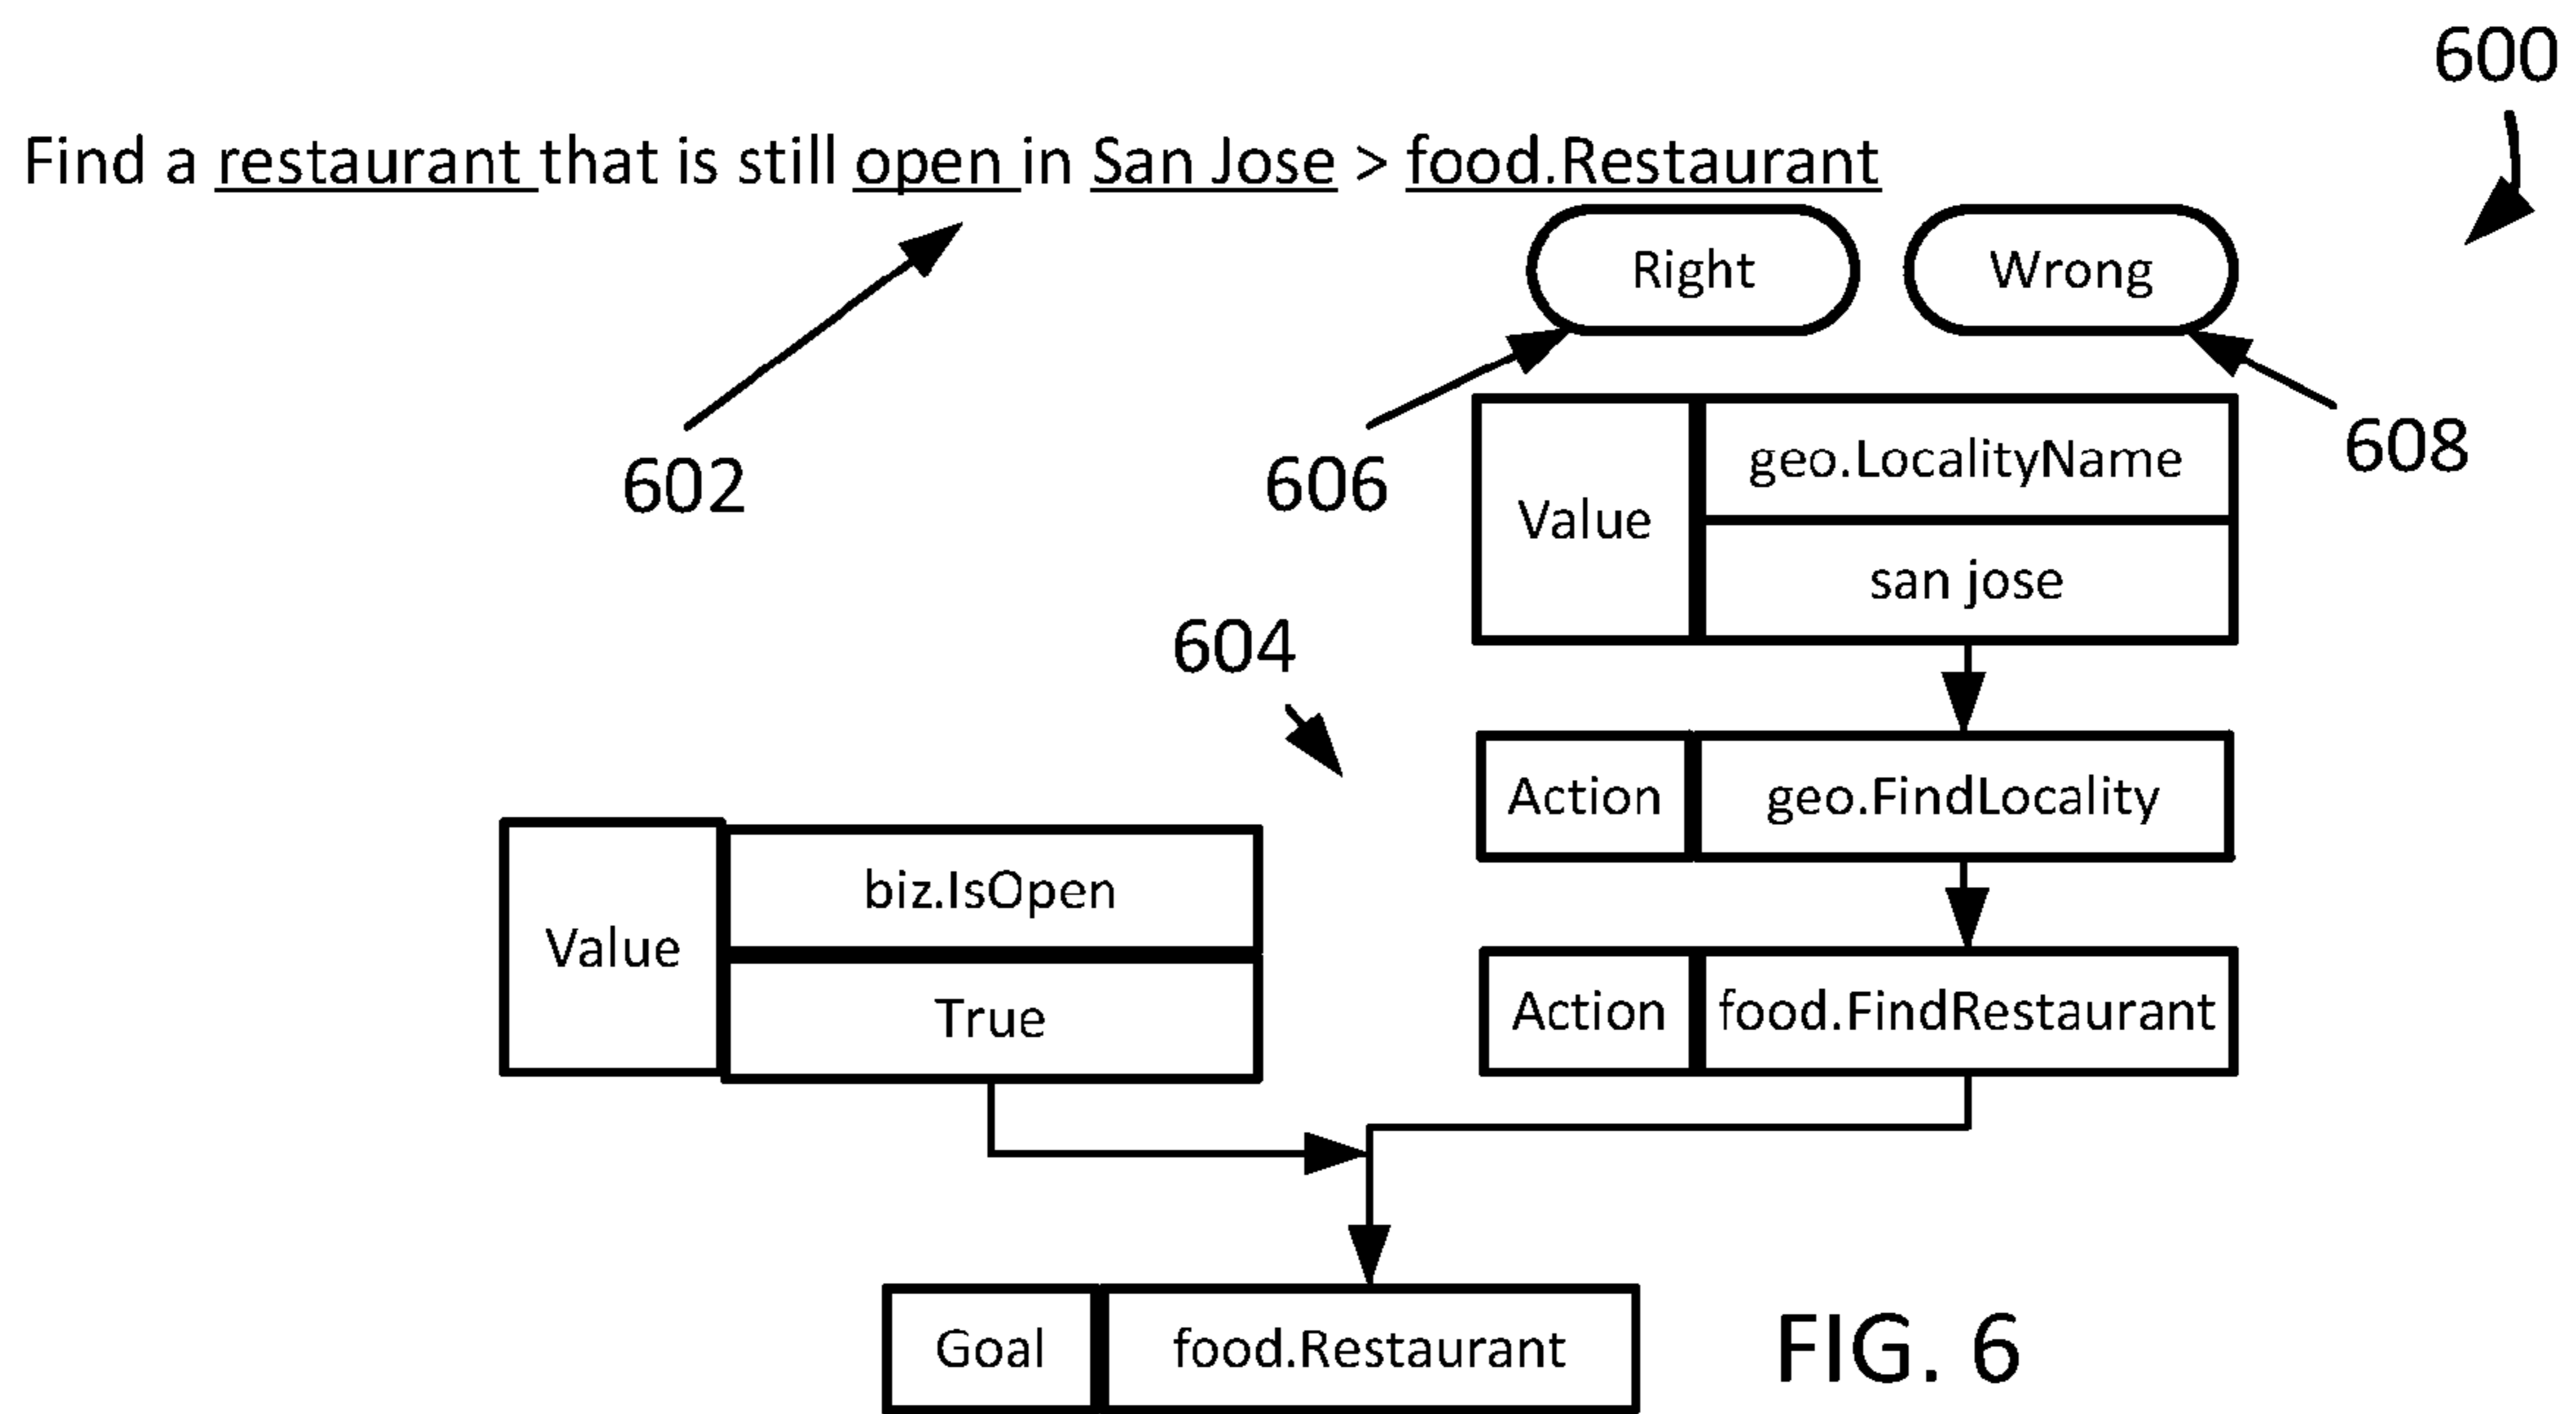 600
Find a restaurant that is still open in San Jose > food.Restaurant
Right
Wrong
602
606
608
Value
geo.LocalityName
san jose
604
Action
geo.FindLocality
Value
biz.IsOpen
True
Action
food.FindRestaurant
Goal
food.Restaurant
FIG. 6